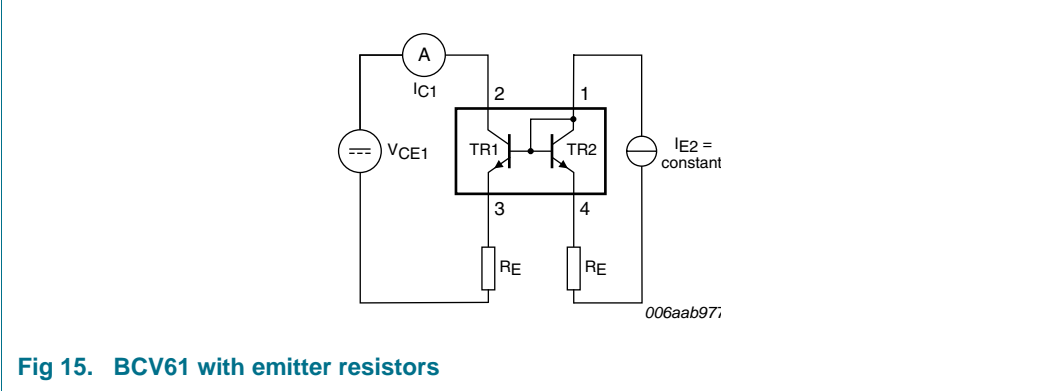 A
IC1
2
1
VCE1
TR1
TR2
IE2 =
constant
3
4
RE
RE
006aab977
Fig 15. BCV61 with emitter resistors